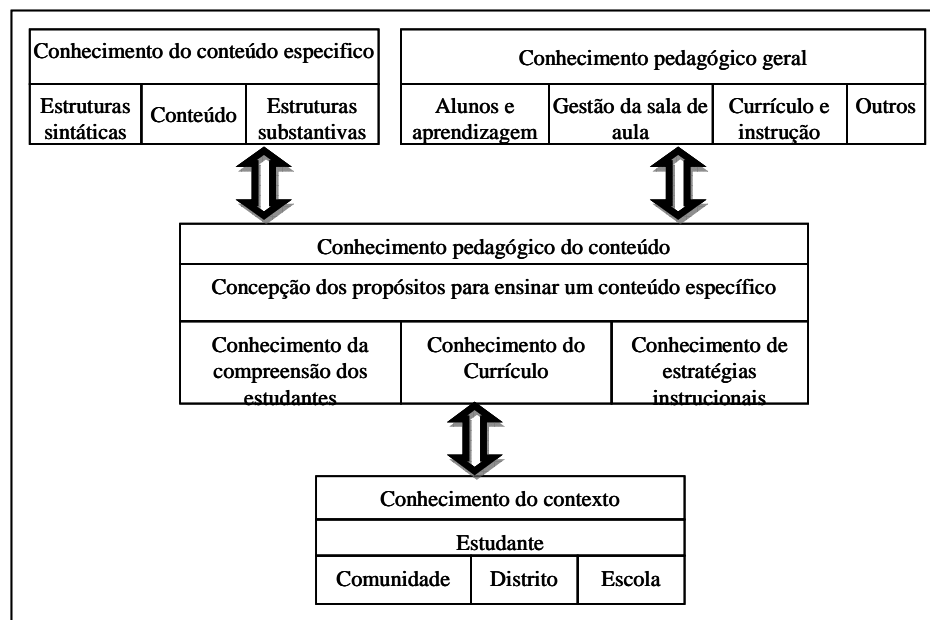 Conhecimento do conteúdo especifico
Estruturas
sintáticas
Conteúdo
Estruturas
substantivas
Conhecimento pedagógico geral
Alunos e
aprendizagem
Gestão da sala de
aula
Currículo e
instrução
Outros
Conhecimento pedagógico do conteúdo
Concepção dos propósitos para ensinar um conteúdo específico
Conhecimento da
compreensão dos
estudantes
Conhecimento do
Currículo
Conhecimento de
estratégias
instrucionais
Conhecimento do contexto
Estudante
Comunidade
Distrito
Escola